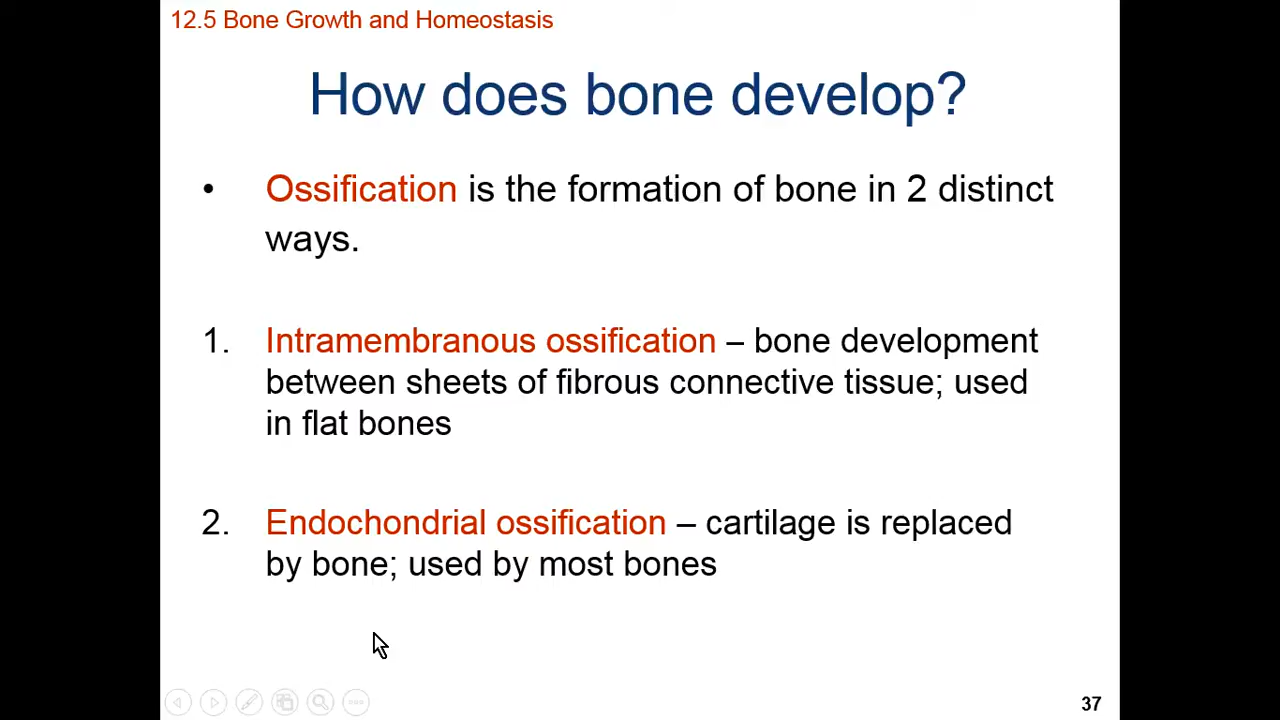 12.5 Bone Growth and Homeostasis
How does bone develop?
• Ossification is the formation of bone in 2 distinct
ways.
1. Intramembranous ossification – bone development
between sheets of fibrous connective tissue; used
in flat bones
2. Endochondrial ossification – cartilage is replaced
by bone; used by most bones
37